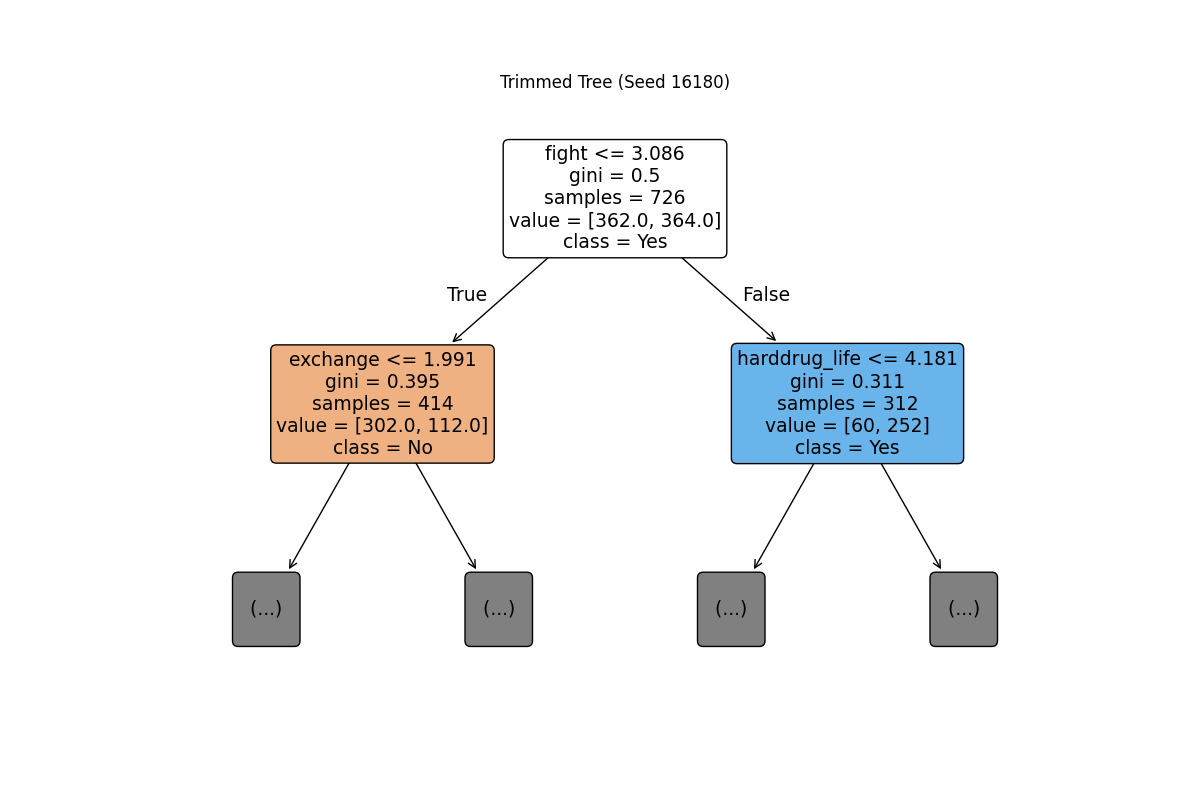 Trimmed Tree (Seed 16180)
fight <= 3.086
gini = 0.5
samples = 726
value = [362.0, 364.0]
class = Yes
True
False
exchange <= 1.991
gini = 0.395
samples = 414
value = [302.0, 112.0]
class = No
harddrug_life <= 4.181
gini = 0.311
samples = 312
value = [60, 252]
class = Yes
(...)
(...)
(...)
(...)